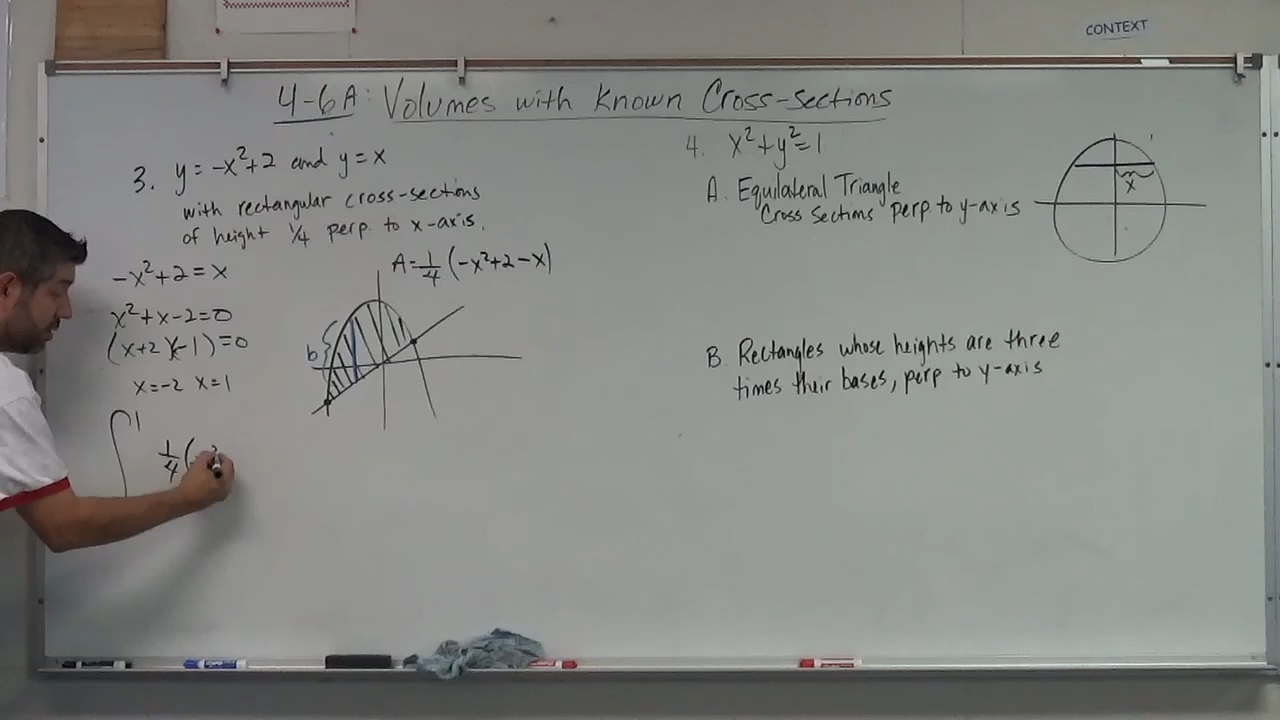 CONTEXT
4-6A: Volumes with Known Cross-sections
3. y = -x²+2 and y = x
with rectangular cross-sections
of height 1/4 perp to x-axis.
-x²+2 = x
x²+x-2=0
(x+2)(x-1)=0
x=-2 x=1
A = 1/4 (-x²+2-x)
b
∫ 1 1/4 (-x²
4. x²+y²=1
A. Equilateral Triangle
Cross Sections perp to y-axis
x
B Rectangles whose heights are three
times their bases, perp to y-axis